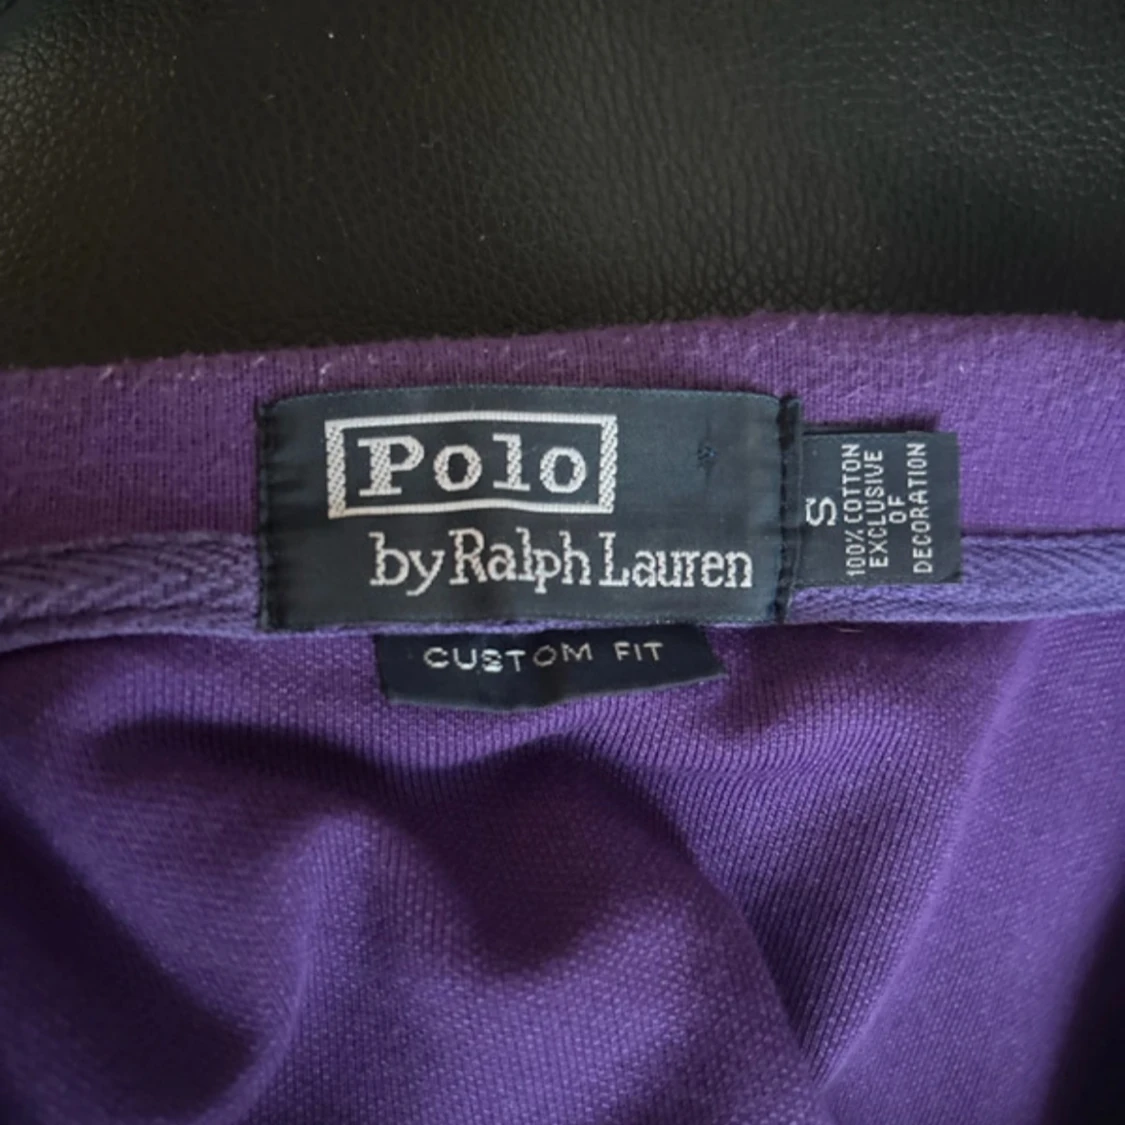 Polo
by Ralph Lauren
CUSTOM FIT
S
100% COTTON
EXCLUSIVE
OF
DECORATION